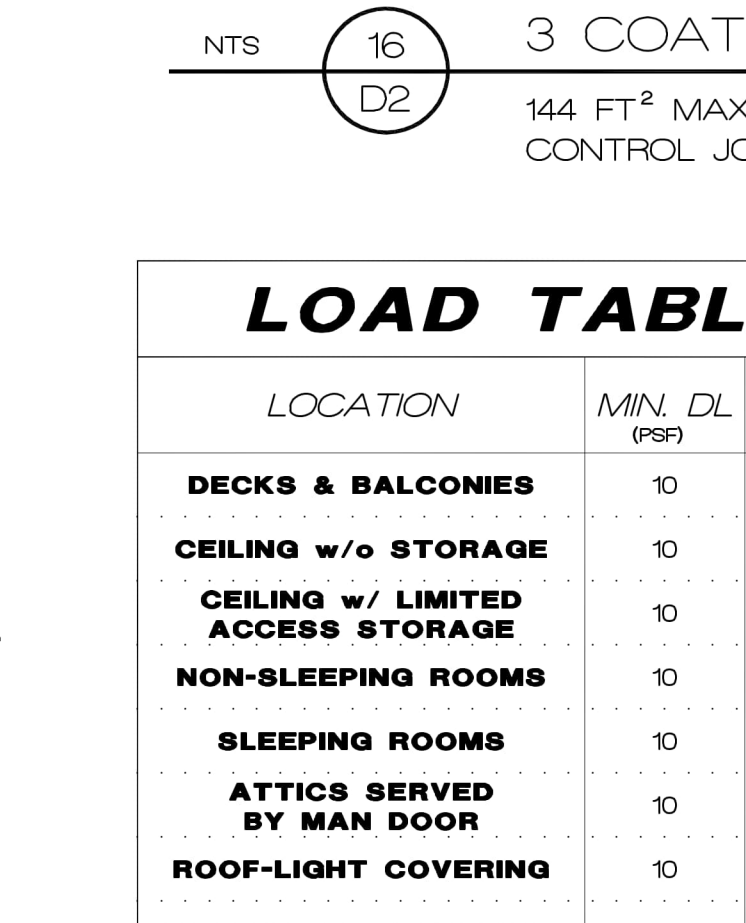 NTS 16 3 COAT
D2 144 FT² MAX
CONTROL JO
LOAD TABL
LOCATION MIN. DL
(PSF)
DECKS & BALCONIES 10
CEILING w/o STORAGE 10
CEILING w/ LIMITED
ACCESS STORAGE 10
NON-SLEEPING ROOMS 10
SLEEPING ROOMS 10
ATTICS SERVED
BY MAN DOOR 10
ROOF-LIGHT COVERING 10